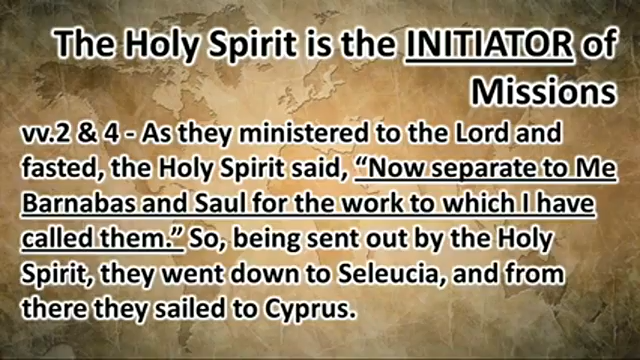 The Holy Spirit is the INITIATOR of
Missions
vv.2 & 4 - As they ministered to the Lord and
fasted, the Holy Spirit said, “Now separate to Me
Barnabas and Saul for the work to which I have
called them.” So, being sent out by the Holy
Spirit, they went down to Seleucia, and from
there they sailed to Cyprus.